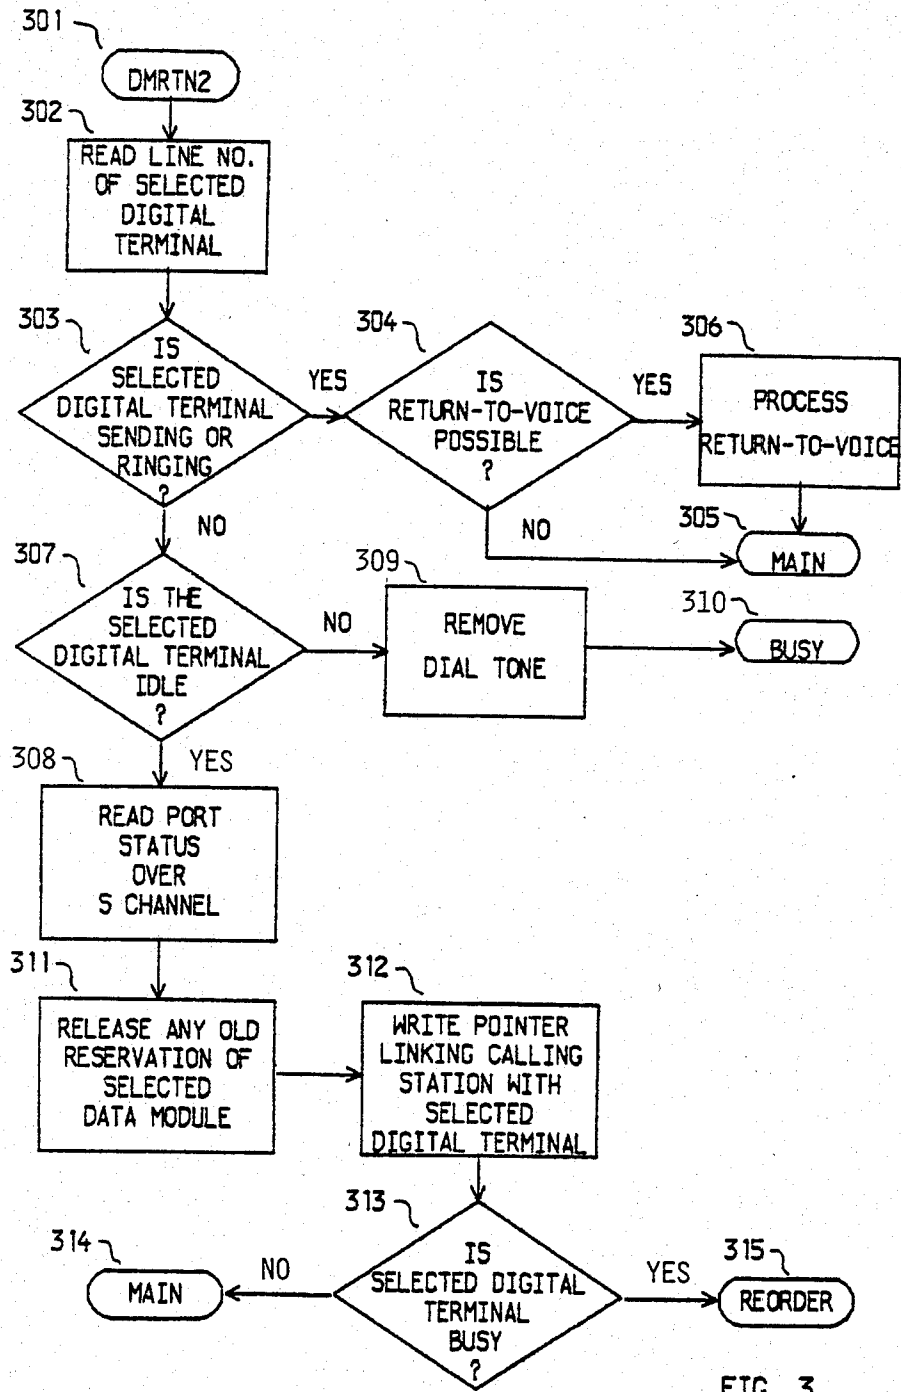 301
DMRTN2
302
READ LINE NO.
OF SELECTED
DIGITAL
TERMINAL
303
IS
SELECTED
DIGITAL TERMINAL
SENDING OR
RINGING
?
YES
NO
304
IS
RETURN-TO-VOICE
POSSIBLE
?
YES
NO
306
PROCESS
RETURN-TO-VOICE
305
MAIN
307
IS THE
SELECTED
DIGITAL TERMINAL
IDLE
?
NO
YES
309
REMOVE
DIAL TONE
310
BUSY
308
READ PORT
STATUS
OVER
S CHANNEL
311
RELEASE ANY OLD
RESERVATION OF
SELECTED
DATA MODULE
312
WRITE POINTER
LINKING CALLING
STATION WITH
SELECTED
DIGITAL TERMINAL
313
IS
SELECTED DIGITAL
TERMINAL
BUSY
?
NO
YES
314
MAIN
315
REORDER
FIG. 3